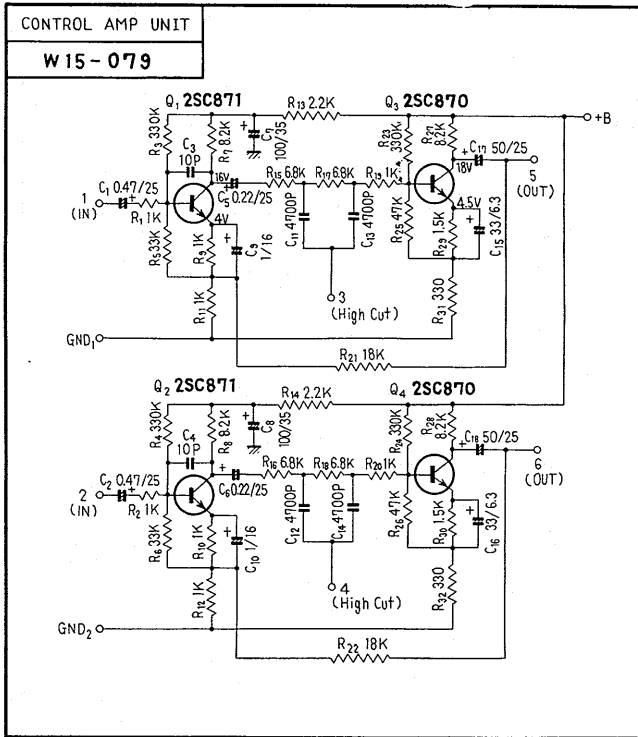 CONTROL AMP UNIT
W15-079
Q1 2SC871
Q3 2SC870
R3 330K
R7 8.2K
C3
10P
C7
100/35
R13 2.2K
R23
330K
R27
8.2K
C17 50/25
+B
16V
18V
5
(OUT)
1
(IN)
C1 0.47/25
R1 1K
C5 0.22/25
R15 6.8K
R17 6.8K
R19 1K
4V
4.5V
R5 33K
R9 1K
C9
1/16
C11 4700P
C13 4700P
R25 47K
R29 1.5K
C15 33/6.3
R11 1K
3
(High Cut)
R31 330
GND1
R21 18K
Q2 2SC871
Q4 2SC870
R4 330K
R8 8.2K
C4
10P
C8
100/35
R14 2.2K
R24 330K
R28
8.2K
C18 50/25
6
(OUT)
2
(IN)
C2 0.47/25
R2 1K
C6 0.22/25
R16 6.8K
R18 6.8K
R20 1K
R6 33K
R10 1K
C10 1/16
C12 4700P
C14 4700P
R26 47K
R30 1.5K
C16 33/6.3
R12 1K
4
(High Cut)
R32 330
GND2
R22 18K